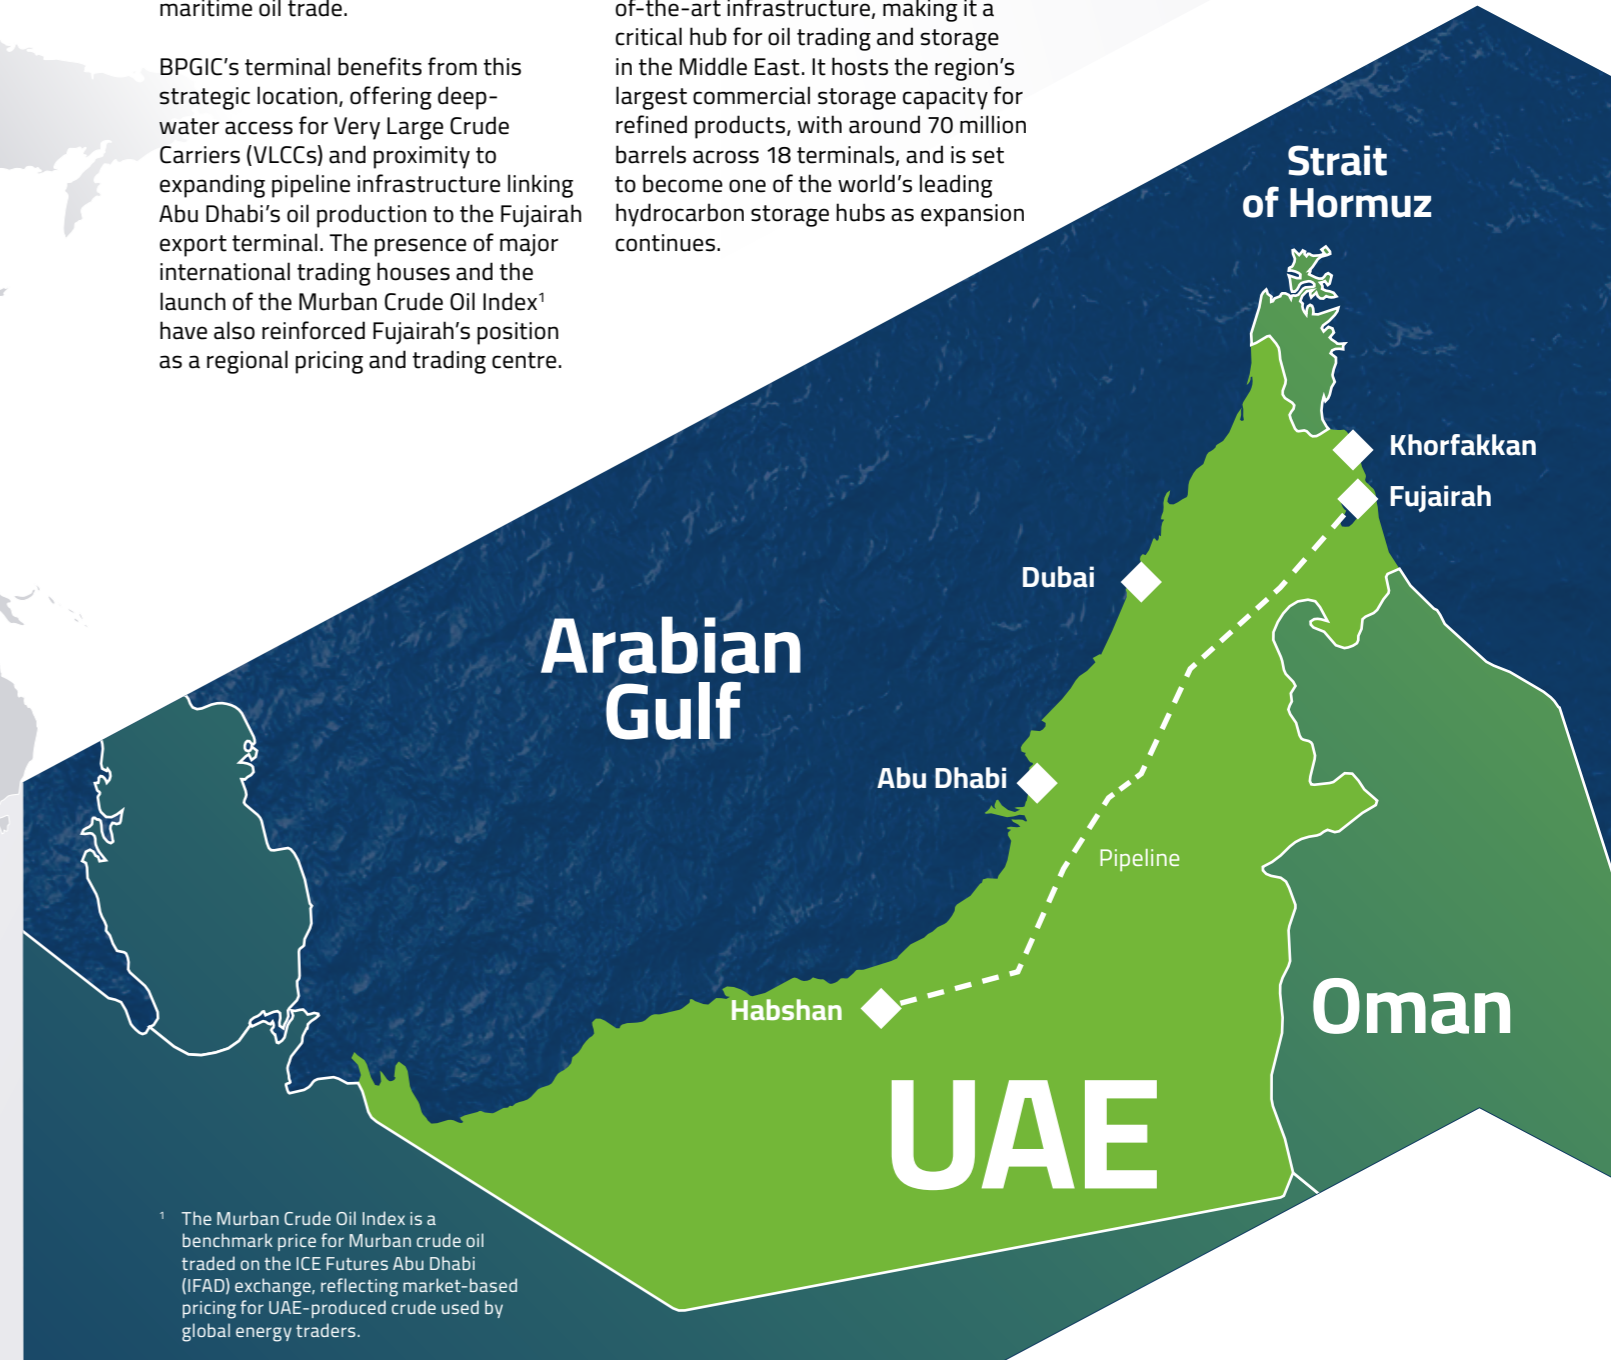 maritime oil trade.
BPGIC's terminal benefits from this
strategic location, offering deep-
water access for Very Large Crude
Carriers (VLCCs) and proximity to
expanding pipeline infrastructure linking
Abu Dhabi's oil production to the Fujairah
export terminal. The presence of major
international trading houses and the
launch of the Murban Crude Oil Index¹
have also reinforced Fujairah's position
as a regional pricing and trading centre.
of-the-art infrastructure, making it a
critical hub for oil trading and storage
in the Middle East. It hosts the region's
largest commercial storage capacity for
refined products, with around 70 million
barrels across 18 terminals, and is set
to become one of the world's leading
hydrocarbon storage hubs as expansion
continues.
Strait
of Hormuz
Khorfakkan
Fujairah
Dubai
Arabian
Gulf
Abu Dhabi
Pipeline
Habshan
Oman
UAE
¹ The Murban Crude Oil Index is a
benchmark price for Murban crude oil
traded on the ICE Futures Abu Dhabi
(IFAD) exchange, reflecting market-based
pricing for UAE-produced crude used by
global energy traders.